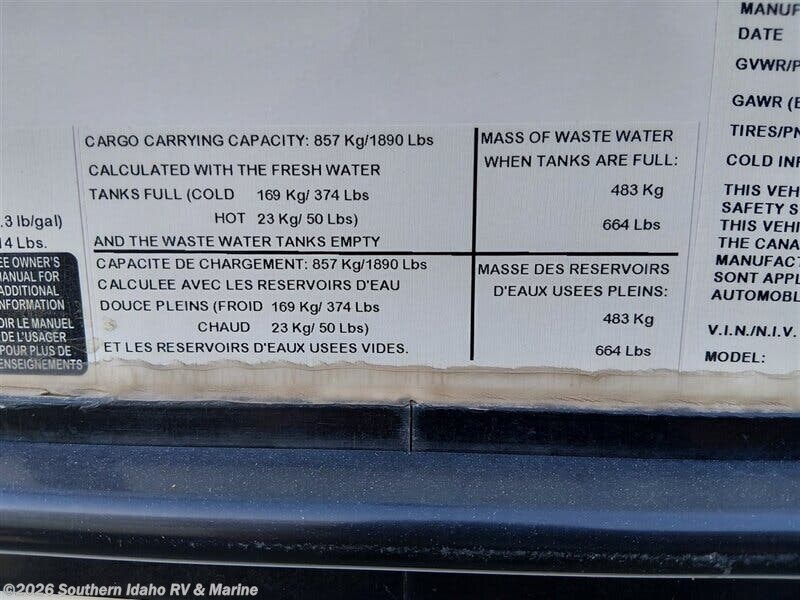 ,3 lb/gal)
14 Lbs.
EE OWNER'S
MANUAL FOR
ADDITIONAL
INFORMATION
OIR LE MANUEL
DE L'USAGER
POUR PLUS DE
RENSEIGNEMENTS
CARGO CARRYING CAPACITY: 857 Kg/1890 Lbs
CALCULATED WITH THE FRESH WATER
TANKS FULL (COLD 169 Kg/ 374 Lbs
HOT 23 Kg/ 50 Lbs)
AND THE WASTE WATER TANKS EMPTY
MASS OF WASTE WATER
WHEN TANKS ARE FULL:
483 Kg
664 Lbs
CAPACITE DE CHARGEMENT: 857 Kg/1890 Lbs
CALCULEE AVEC LES RESERVOIRS D'EAU
DOUCE PLEINS (FROID 169 Kg/ 374 Lbs
CHAUD 23 Kg/ 50 Lbs)
ET LES RESERVOIRS D'EAUX USEES VIDES.
MASSE DES RESERVOIRS
D'EAUX USEES PLEINS:
483 Kg
664 Lbs
MANUF
DATE
GVWR/P
GAWR (E
TIRES/PN
COLD INF
THIS VEH
SAFETY S
THIS VEHI
THE CANA
MANUFACT
SONT APPL
AUTOMOBL
V.I.N./N.I.V.
MODEL:
©2026 Southern Idaho RV & Marine